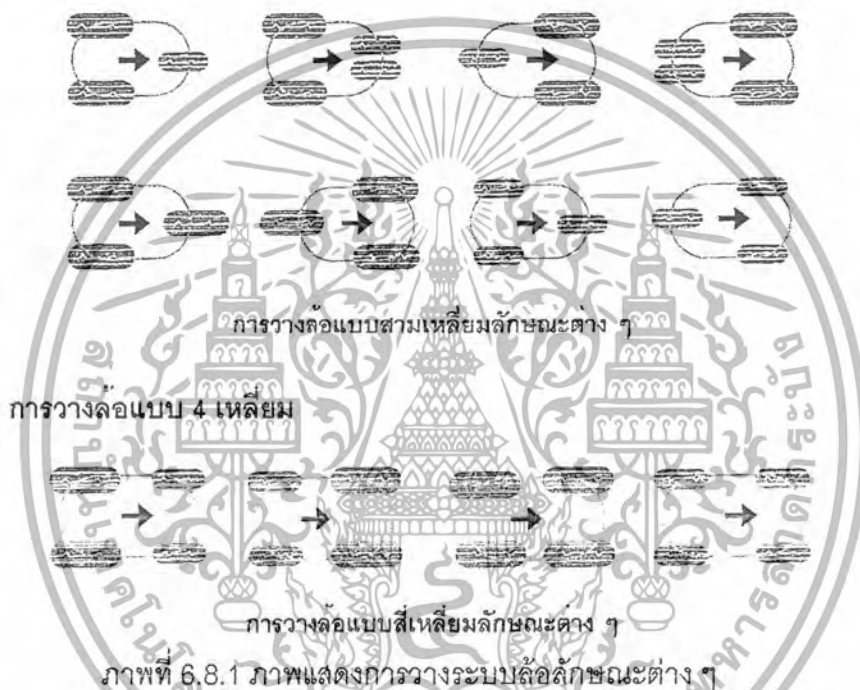 การวางล้อแบบสามเหลี่ยมลักษณะต่าง ๆ
การวางล้อแบบ 4 เหลี่ยม
การวางล้อแบบสี่เหลี่ยมลักษณะต่าง ๆ
ภาพที่ 6.8.1 ภาพแสดงการวางระบบล้อลักษณะต่าง ๆ